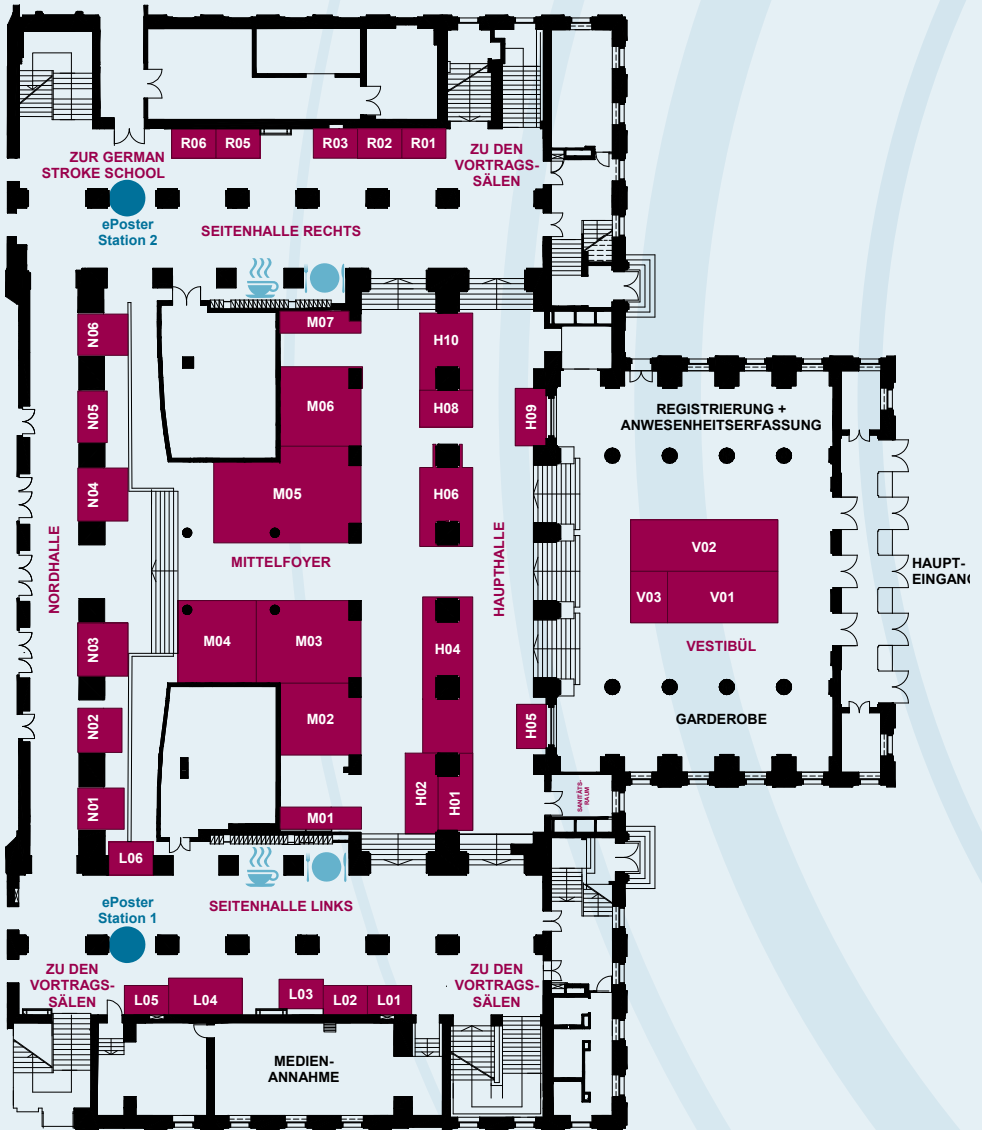 R06
R05
R03
R02
R01
ZUR GERMAN
STROKE SCHOOL
ZU DEN
VORTRAGS-
SÄLEN
ePoster
Station 2
SEITENHALLE RECHTS
N06
M07
H10
N05
M06
H08
H09
REGISTRIERUNG +
ANWESENHEITSERFASSUNG
N04
M05
H06
NORDHALLE
MITTELFOYER
HAUPTHALLE
V02
HAUPT-
EINGANG
V03
V01
N03
M04
M03
H04
VESTIBÜL
N02
M02
H05
GARDEROBE
N01
M01
H02
H01
SANITÄTS-
RAUM
L06
ePoster
Station 1
SEITENHALLE LINKS
ZU DEN
VORTRAGS-
SÄLEN
L05
L04
L03
L02
L01
ZU DEN
VORTRAGS-
SÄLEN
MEDIEN-
ANNAHME